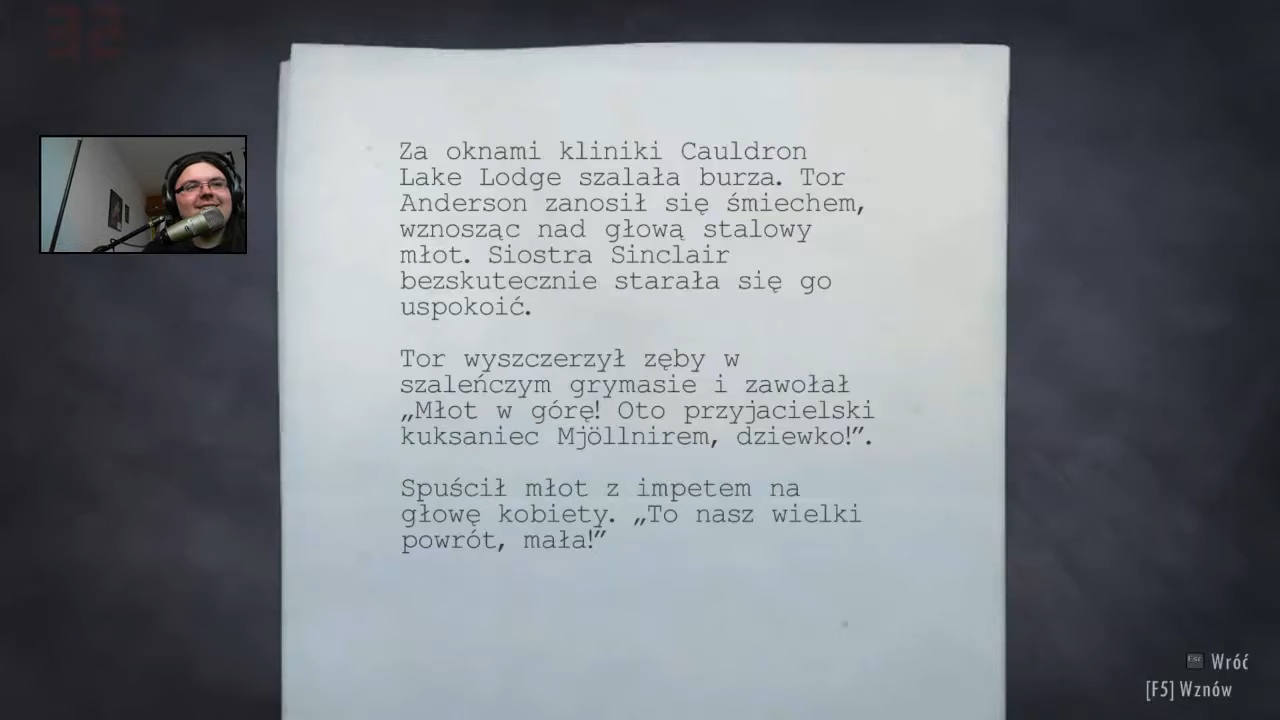 32
Za oknami kliniki Cauldron
Lake Lodge szalała burza. Tor
Anderson zanosił się śmiechem,
wznosząc nad głową stalowy
młot. Siostra Sinclair
bezskutecznie starała się go
uspokoić.
Tor wyszczerzył zęby w
szaleńczym grymasie i zawołał
„Młot w górę! Oto przyjacielski
kuksaniec Mjöllnirem, dziewko!”.
Spuścił młot z impetem na
głowę kobiety. „To nasz wielki
powrót, mała!”
Esc Wróć
[F5] Wznów